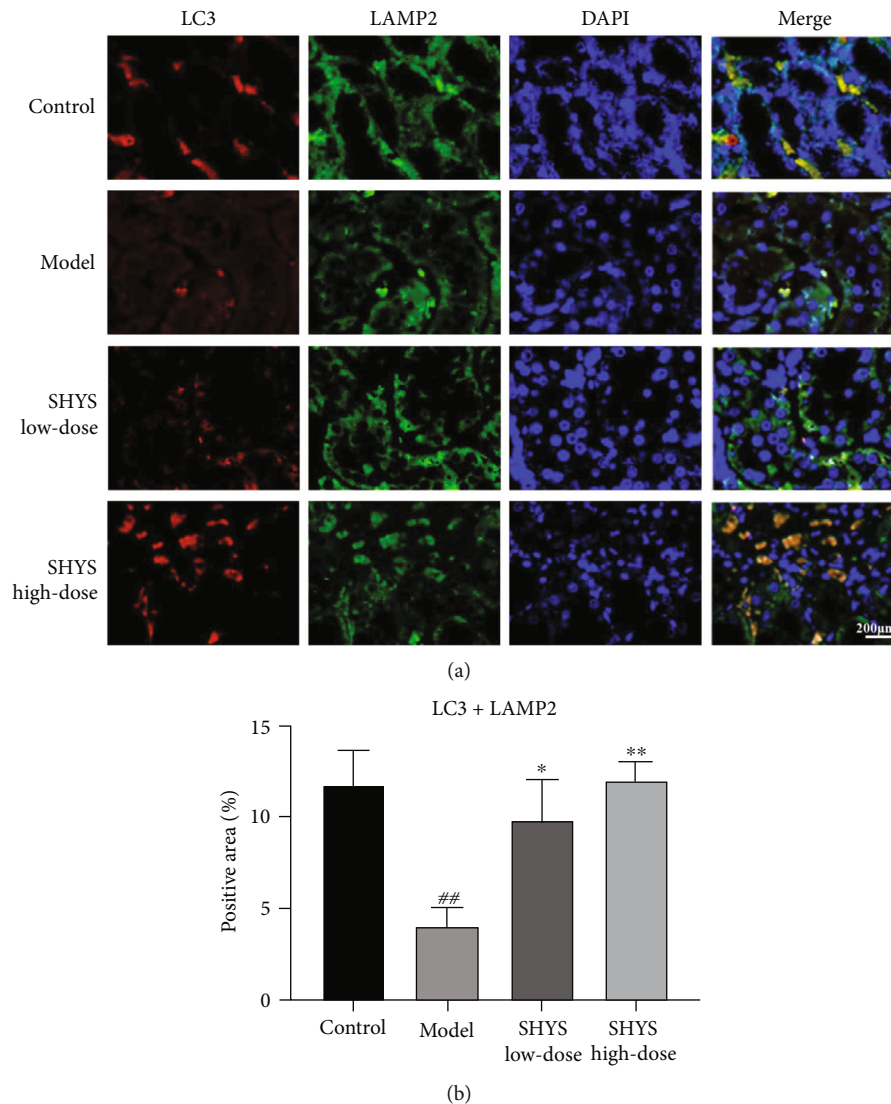 LC3 LAMP2 DAPI Merge
Control
Model
SHYS
low-dose
SHYS
high-dose
200μm
(a)
LC3 + LAMP2
Positive area (%)
15
10
5
0
##
*
**
Control Model SHYS low-dose SHYS high-dose
(b)